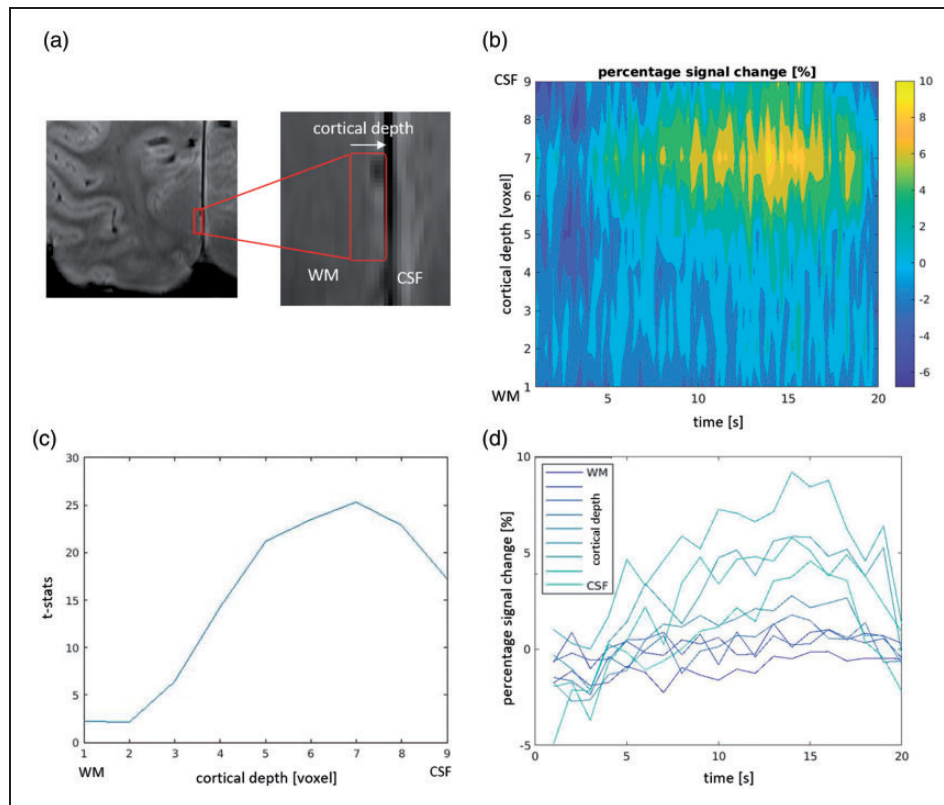 (a)
cortical depth
WM
CSF
(b)
percentage signal change [%]
CSF
9
8
7
6
5
4
3
2
1
WM
cortical depth [voxel]
5
10
15
20
time [s]
10
8
6
4
2
0
-2
-4
-6
(c)
30
25
20
15
10
5
0
t-stats
1
2
3
4
5
6
7
8
9
WM
cortical depth [voxel]
CSF
(d)
10
5
0
-5
percentage signal change [%]
WM
cortical depth
CSF
0
5
10
15
20
time [s]